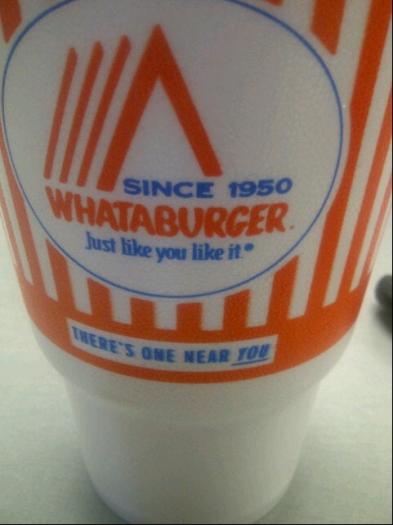 SINCE 1950
WHATABURGER®
Just like you like it®
THERE'S ONE NEAR YOU